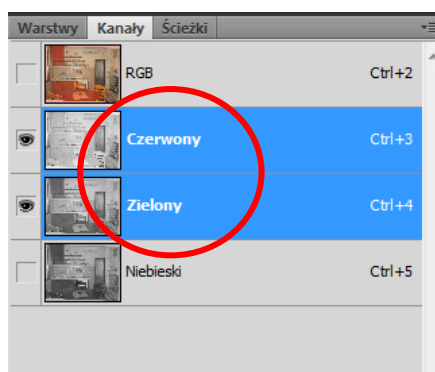 Warstwy Kanały Ścieżki
RGB Ctrl+2
Czerwony Ctrl+3
Zielony Ctrl+4
Niebieski Ctrl+5